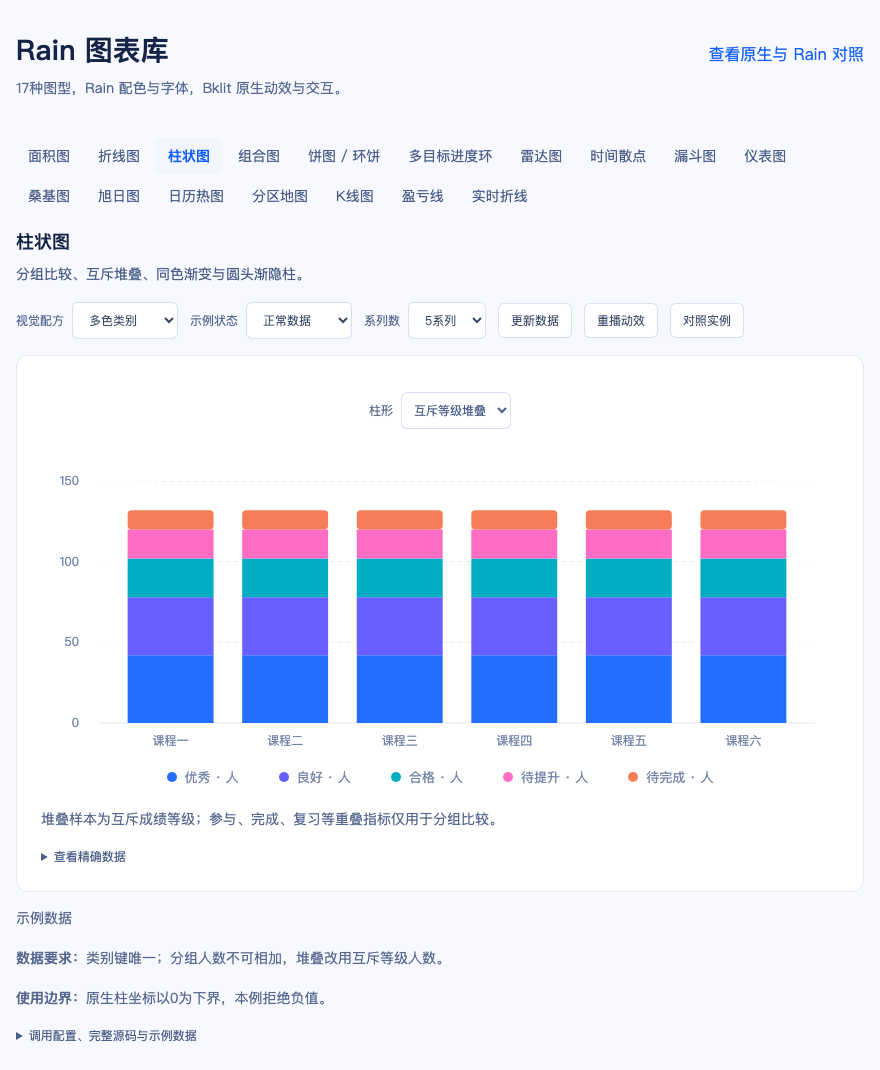 Rain 图表库
查看原生与 Rain 对照
17种图型，Rain 配色与字体，Bklit 原生动效与交互。
面积图 折线图 柱状图 组合图 饼图 / 环饼 多目标进度环 雷达图 时间散点 漏斗图 仪表图
桑基图 旭日图 日历热图 分区地图 K线图 盈亏线 实时折线
柱状图
分组比较、互斥堆叠、同色渐变与圆头渐隐柱。
视觉配方 多色类别 示例状态 正常数据 系列数 5系列 更新数据 重播动效 对照实例
柱形 互斥等级堆叠
150
100
50
0
课程一 课程二 课程三 课程四 课程五 课程六
优秀 · 人 良好 · 人 合格 · 人 待提升 · 人 待完成 · 人
堆叠样本为互斥成绩等级；参与、完成、复习等重叠指标仅用于分组比较。
查看精确数据
示例数据
数据要求：类别键唯一；分组人数不可相加，堆叠改用互斥等级人数。
使用边界：原生柱坐标以0为下界，本例拒绝负值。
调用配置、完整源码与示例数据